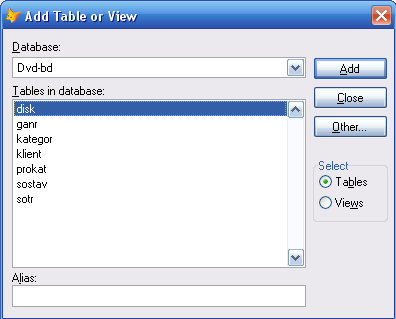 Add Table or View
Database:
Dvd-bd
Add
Tables in database:
Close
disk
ganr
kategor
klient
prokat
sostav
sotr
Other...
Select
Tables
Views
Alias: